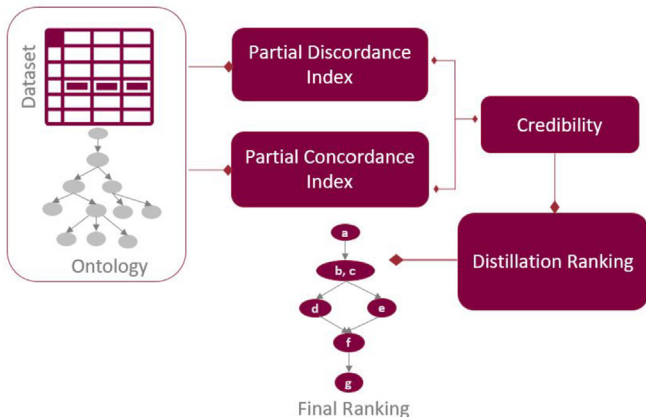 Dataset
Ontology
Partial Discordance
Index
Partial Concordance
Index
Credibility
Distillation Ranking
a
b, c
d
e
f
g
Final Ranking